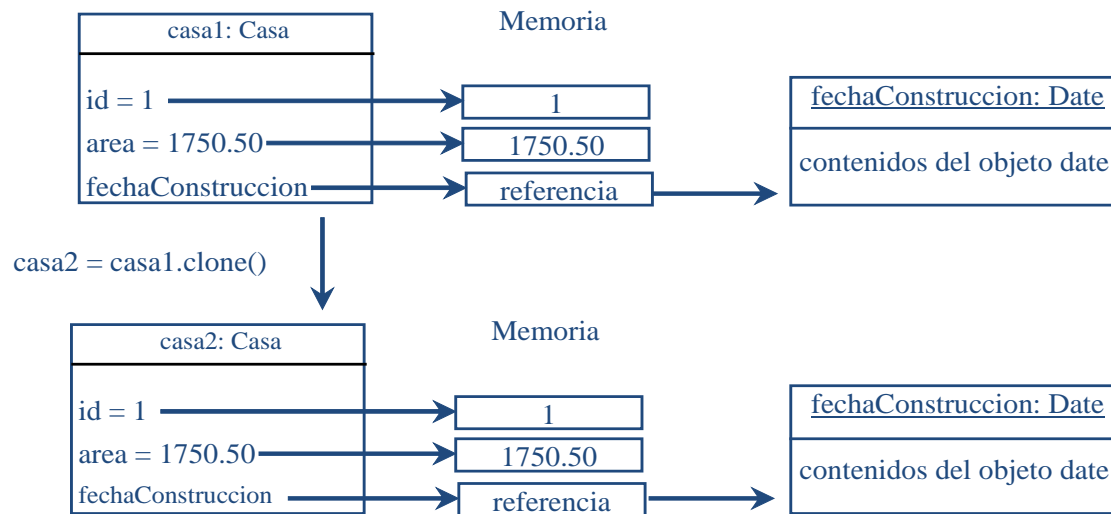 casa1: Casa
Memoria
id = 1
1
fechaConstruccion: Date
area = 1750.50
1750.50
contenidos del objeto date
fechaConstruccion
referencia
casa2 = casa1.clone()
casa2: Casa
Memoria
id = 1
1
fechaConstruccion: Date
area = 1750.50
1750.50
contenidos del objeto date
fechaConstruccion
referencia